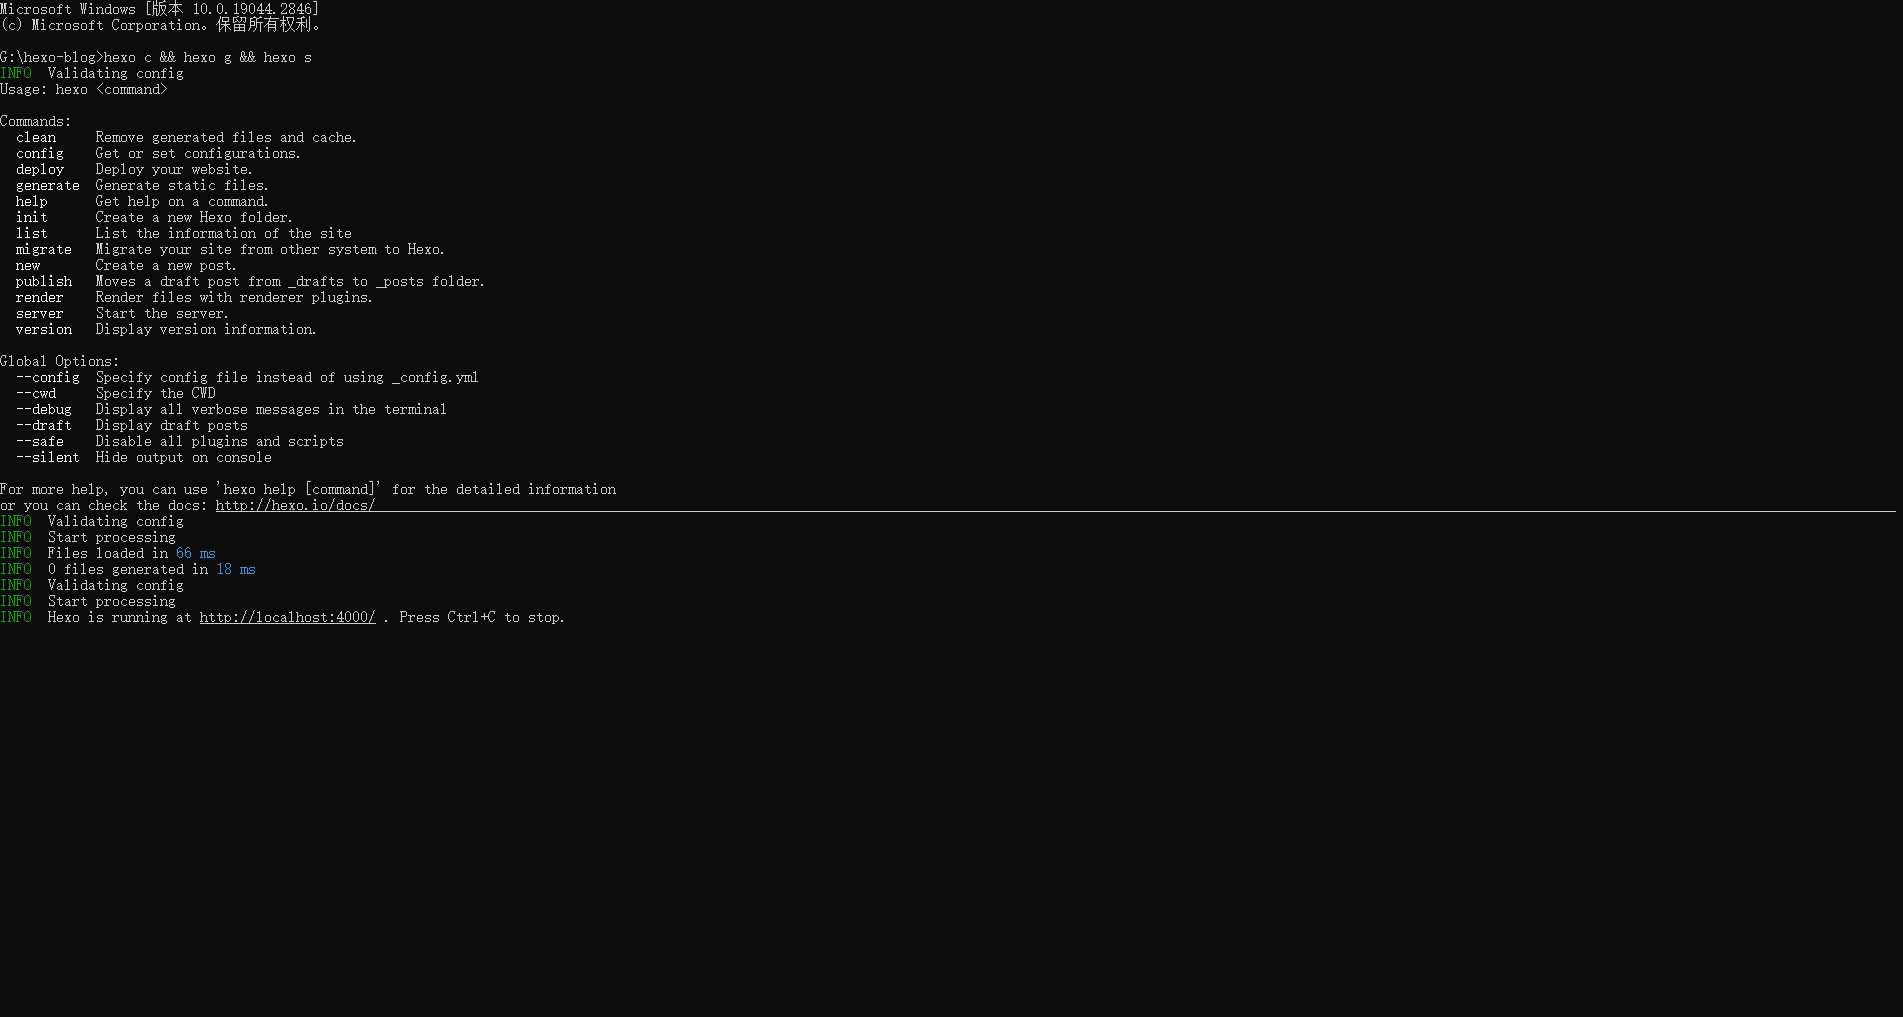 Microsoft Windows [版本 10.0.19044.2846]
(c) Microsoft Corporation。保留所有权利。
G:\hexo-blog>hexo c && hexo g && hexo s
INFO  Validating config
Usage: hexo <command>
Commands:
  clean     Remove generated files and cache.
  config    Get or set configurations.
  deploy    Deploy your website.
  generate  Generate static files.
  help      Get help on a command.
  init      Create a new Hexo folder.
  list      List the information of the site
  migrate   Migrate your site from other system to Hexo.
  new       Create a new post.
  publish   Moves a draft post from _drafts to _posts folder.
  render    Render files with renderer plugins.
  server    Start the server.
  version   Display version information.
Global Options:
  --config  Specify config file instead of using _config.yml
  --cwd     Specify the CWD
  --debug   Display all verbose messages in the terminal
  --draft   Display draft posts
  --safe    Disable all plugins and scripts
  --silent  Hide output on console
For more help, you can use 'hexo help [command]' for the detailed information
or you can check the docs: http://hexo.io/docs/
INFO  Validating config
INFO  Start processing
INFO  Files loaded in 66 ms
INFO  0 files generated in 18 ms
INFO  Validating config
INFO  Start processing
INFO  Hexo is running at http://localhost:4000/ . Press Ctrl+C to stop.